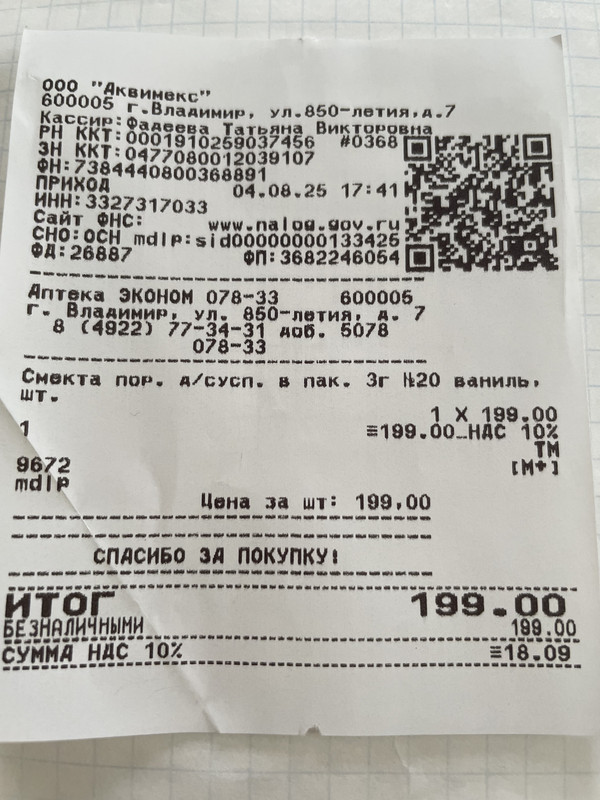 ООО "Аквимекс"
600005 г.Владимир, ул.850-летия,д.7
Кассир:Фадеева Татьяна Викторовна
РН ККТ:0001910259037456 #0368
ЗН ККТ:0477080012039107
ФН:7384440800368891
ПРИХОД 04.08.25 17:41
ИНН:3327317033
Сайт ФНС: www.nalog.gov.ru
СНО:ОСН mdlp:sid00000000133425
ФД:26887 ФП:3682246054
Аптека ЭКОНОМ 078-33 600005
г. Владимир, ул. 850-летия, д. 7
8 (4922) 77-34-31 доб. 5078
078-33
Смекта пор. д/сусп. в пак. 3г №20 ваниль,
шт.
1 X 199.00
1 ≡199.00_НДС 10%
ТМ
9672 [М+]
mdlp
Цена за шт: 199,00
СПАСИБО ЗА ПОКУПКУ!
ИТОГ 199.00
БЕЗНАЛИЧНЫМИ 199.00
СУММА НДС 10% ≡18.09